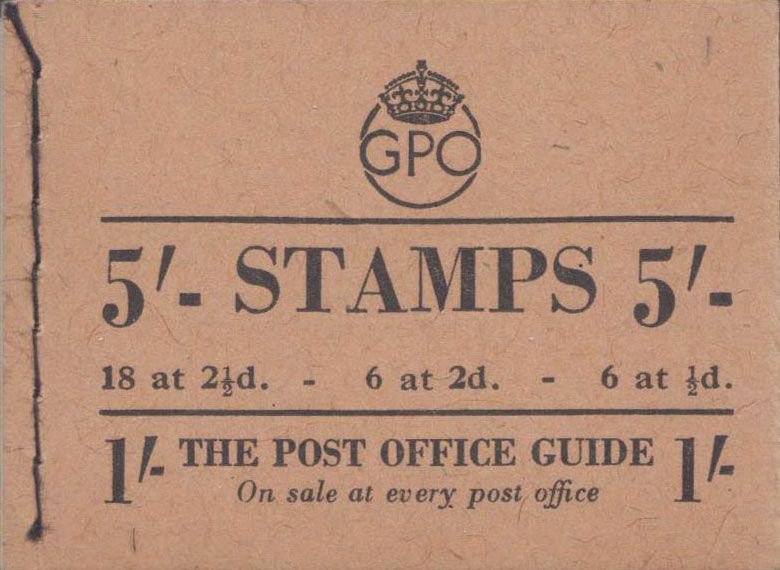 GPO
5/- STAMPS 5/-
18 at 2½d. - 6 at 2d. - 6 at ½d.
1/- THE POST OFFICE GUIDE 1/-
On sale at every post office